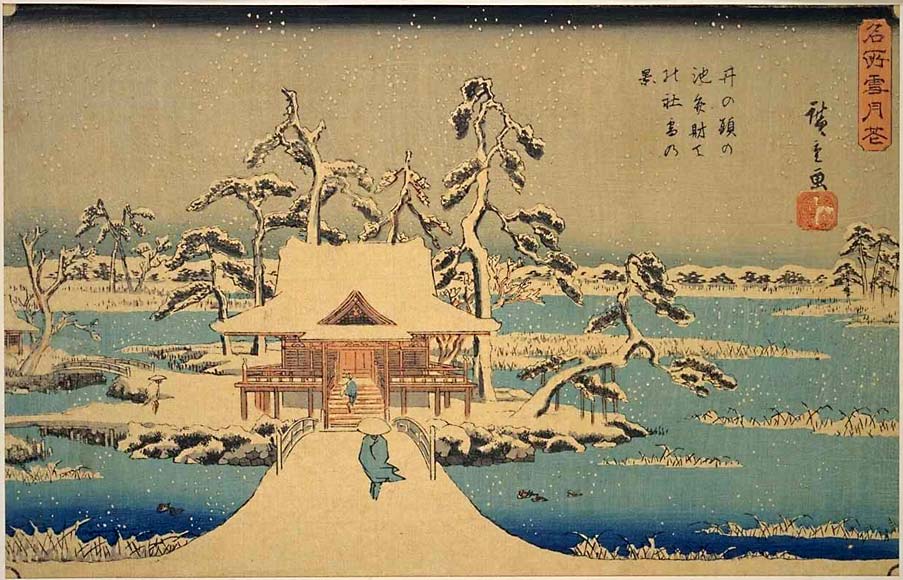 名所雪月花
廣重画
井の頭の
池弁財天
の社雪の
景